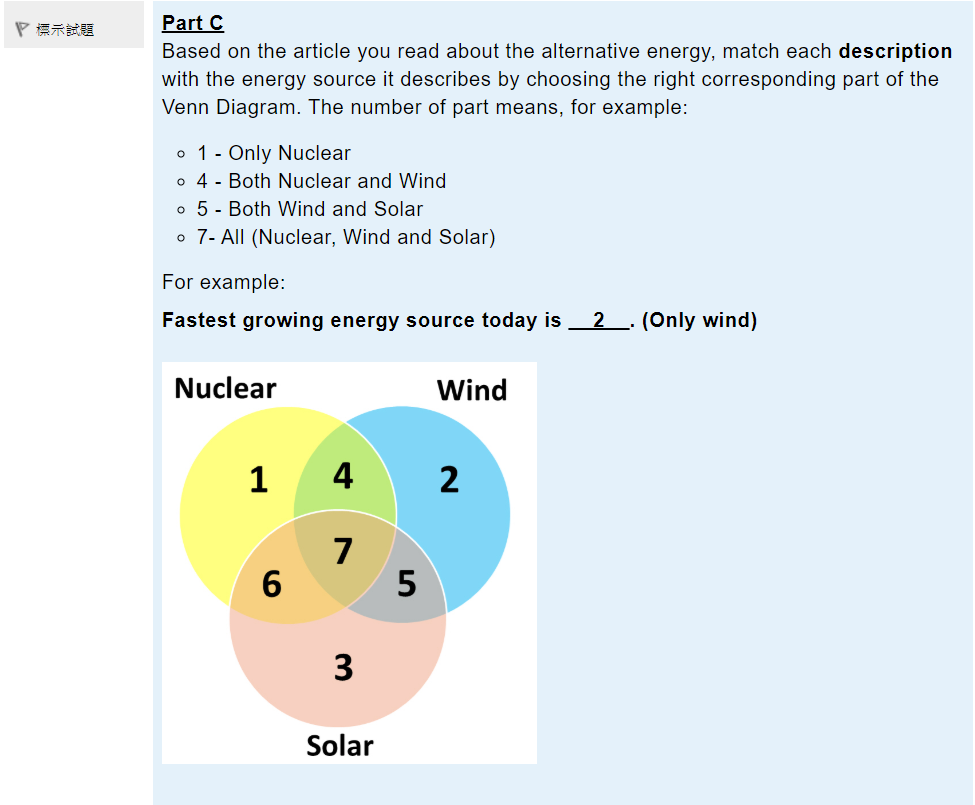 標示試題
Part C
Based on the article you read about the alternative energy, match each description
with the energy source it describes by choosing the right corresponding part of the
Venn Diagram. The number of part means, for example:
1 - Only Nuclear
4 - Both Nuclear and Wind
5 - Both Wind and Solar
7- All (Nuclear, Wind and Solar)
For example:
Fastest growing energy source today is __2__. (Only wind)
Nuclear Wind
1 4 2
7
6 5
3
Solar